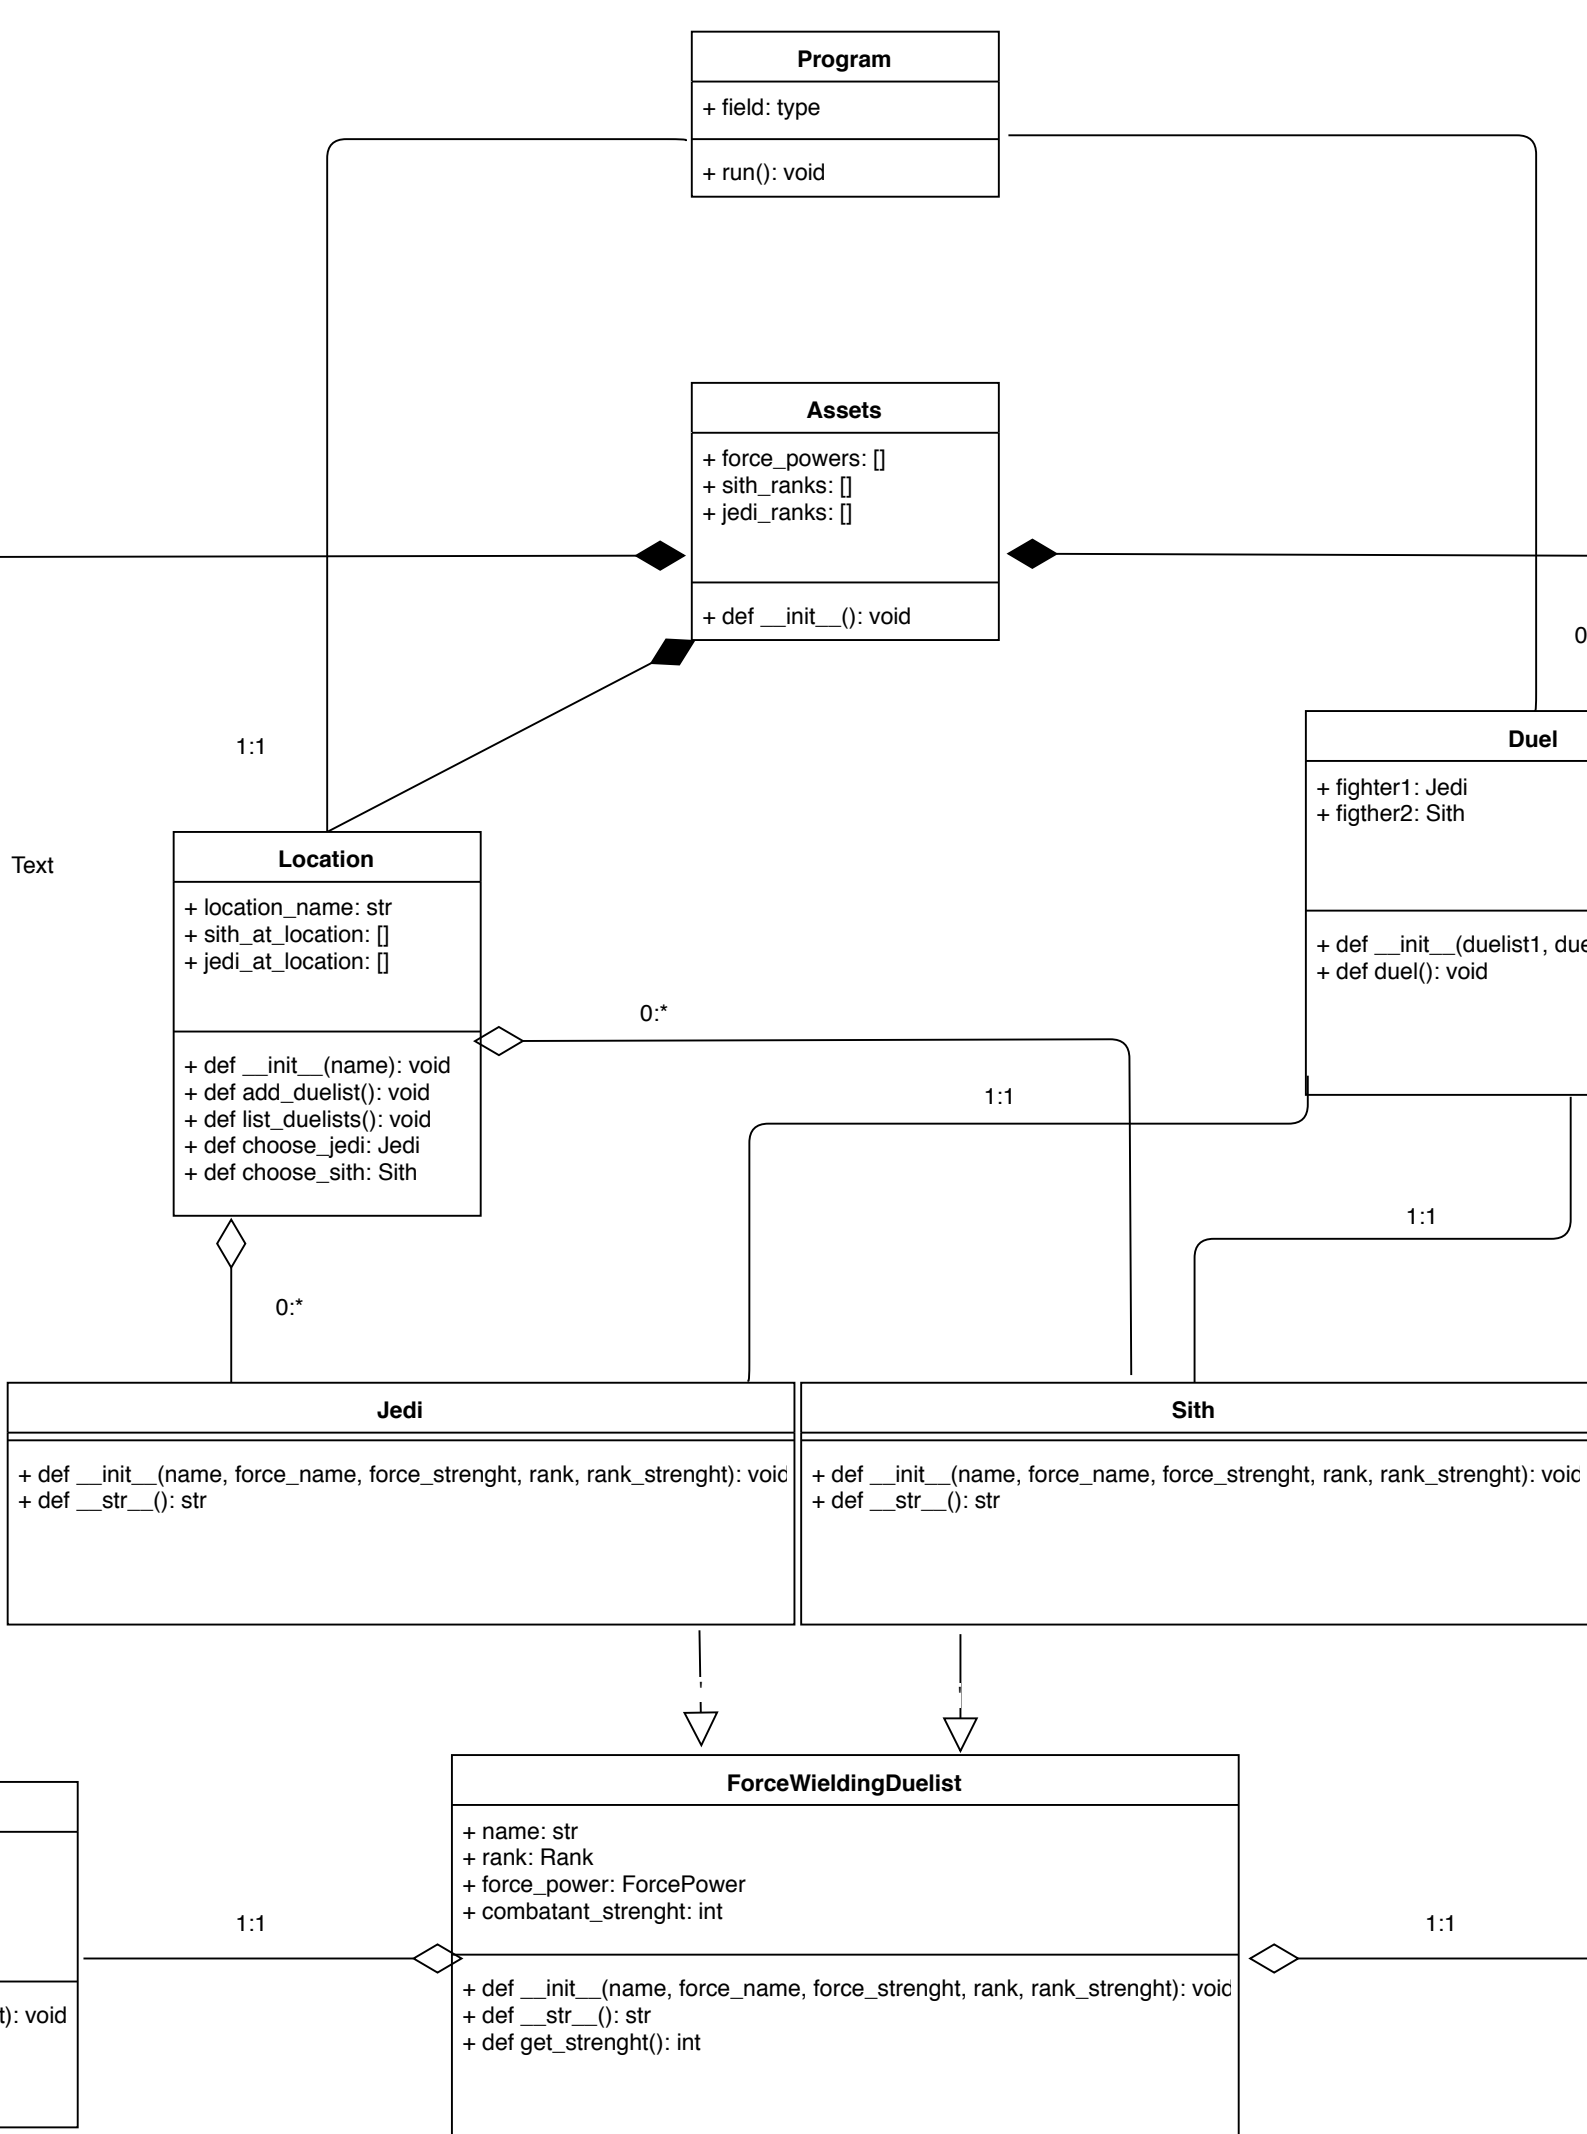 Program
+ field: type
+ run(): void
Assets
+ force_powers: []
+ sith_ranks: []
+ jedi_ranks: []
+ def __init__(): void
0
1:1
Duel
+ fighter1: Jedi
+ figther2: Sith
+ def __init__(duelist1, due
+ def duel(): void
Text
Location
+ location_name: str
+ sith_at_location: []
+ jedi_at_location: []
+ def __init__(name): void
+ def add_duelist(): void
+ def list_duelists(): void
+ def choose_jedi: Jedi
+ def choose_sith: Sith
0:*
1:1
1:1
0:*
Jedi
+ def __init__(name, force_name, force_strenght, rank, rank_strenght): void
+ def __str__(): str
Sith
+ def __init__(name, force_name, force_strenght, rank, rank_strenght): void
+ def __str__(): str
ForceWieldingDuelist
+ name: str
+ rank: Rank
+ force_power: ForcePower
+ combatant_strenght: int
+ def __init__(name, force_name, force_strenght, rank, rank_strenght): void
+ def __str__(): str
+ def get_strenght(): int
1:1
1:1
t): void